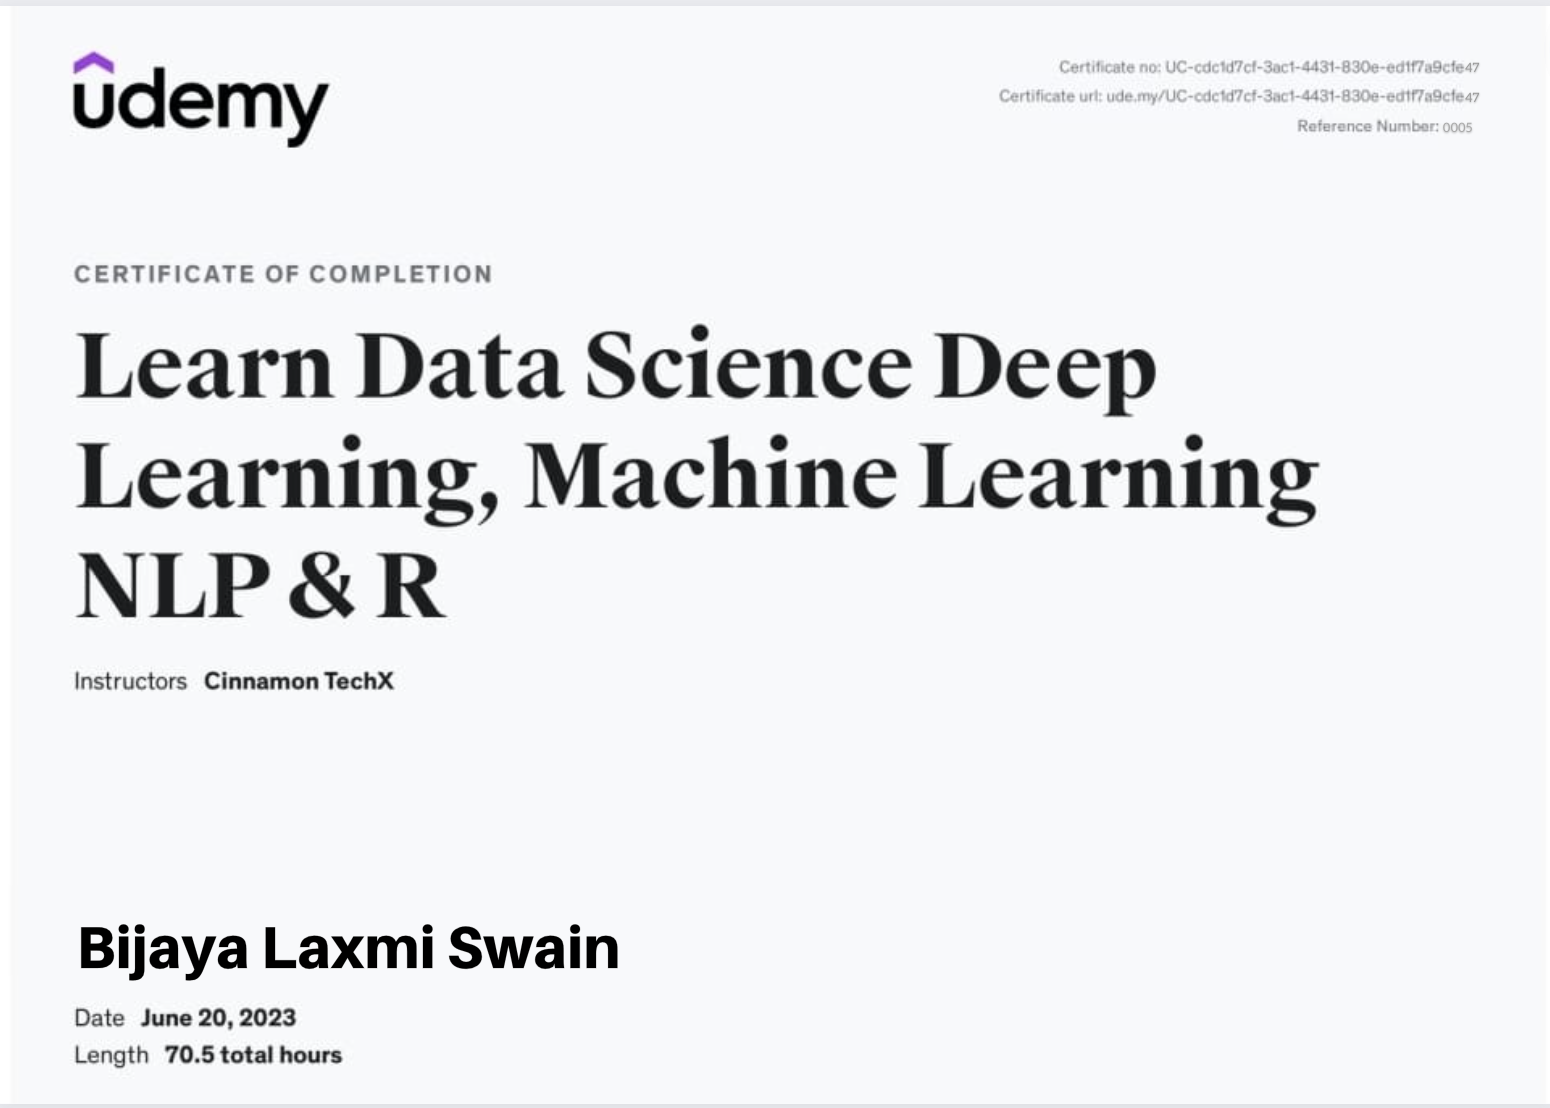 udemy
Certificate no: UC-cdc1d7cf-3ac1-4431-830e-ed1f7a9cfe47
Certificate url: ude.my/UC-cdc1d7cf-3ac1-4431-830e-ed1f7a9cfe47
Reference Number: 0005
CERTIFICATE OF COMPLETION
Learn Data Science Deep
Learning, Machine Learning
NLP & R
Instructors Cinnamon TechX
Bijaya Laxmi Swain
Date June 20, 2023
Length 70.5 total hours